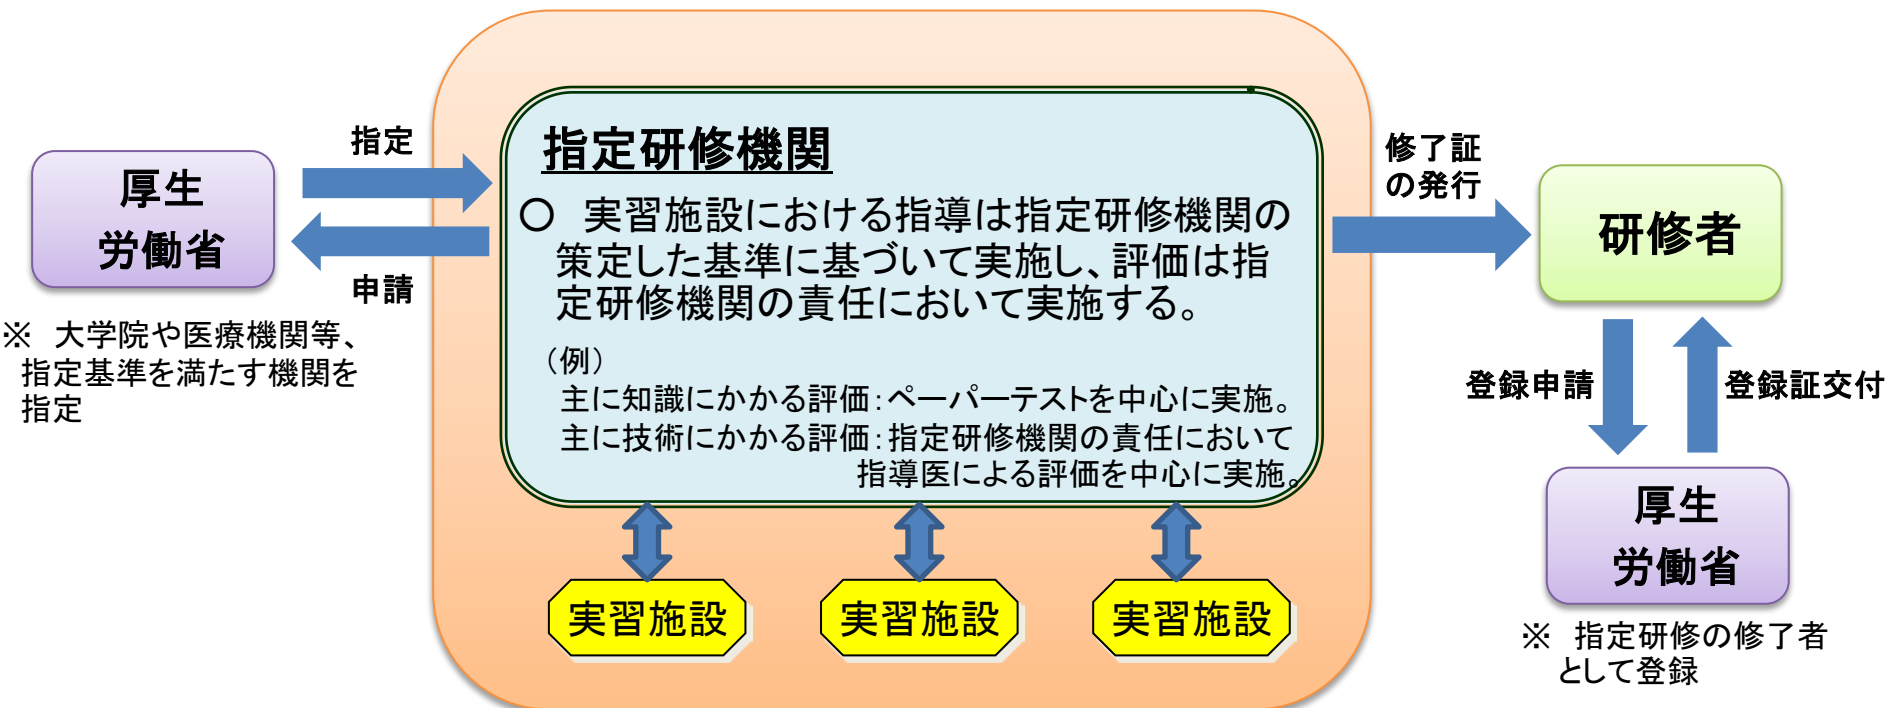 厚生
労働省
※　大学院や医療機関等、
指定基準を満たす機関を
指定
指定
申請
指定研修機関
○　実習施設における指導は指定研修機関の
策定した基準に基づいて実施し、評価は指
定研修機関の責任において実施する。
（例）
主に知識にかかる評価：ペーパーテストを中心に実施。
主に技術にかかる評価：指定研修機関の責任において
指導医による評価を中心に実施。
実習施設
実習施設
実習施設
修了証
の発行
研修者
登録申請
登録証交付
厚生
労働省
※　指定研修の修了者
として登録